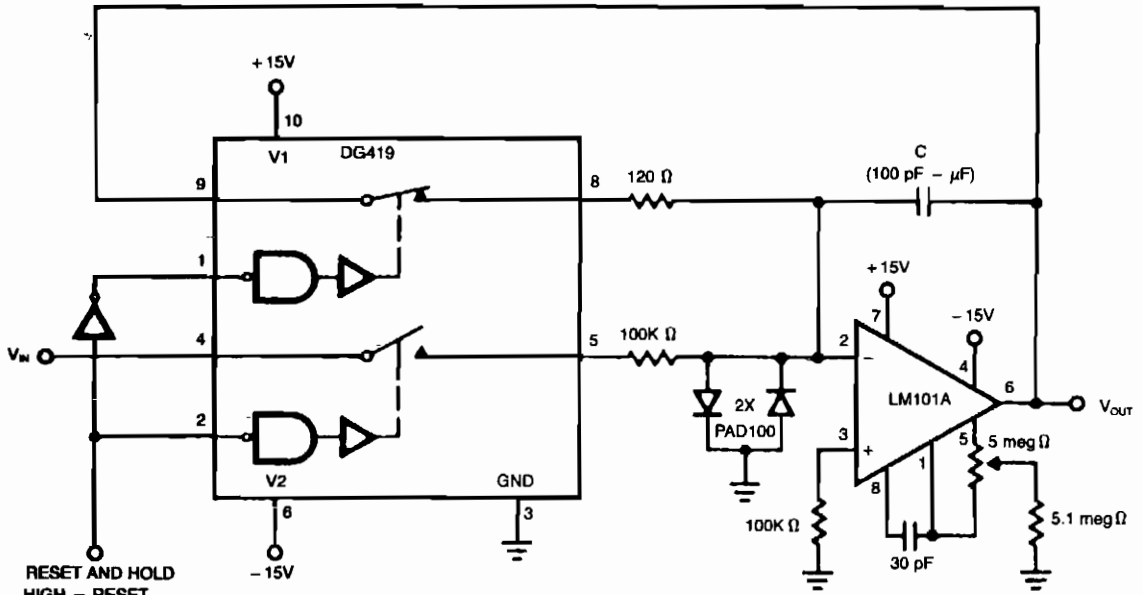 +15V
10
V1
DG419
9
8
120 Ω
C
(100 pF – μF)
1
+15V
7
–15V
4
V_IN
4
5
100K Ω
2
–
LM101A
6
V_OUT
2X
PAD100
2
3
+
5
5 meg Ω
1
8
V2
GND
6
3
100K Ω
30 pF
5.1 meg Ω
–15V
RESET AND HOLD
HIGH = RESET